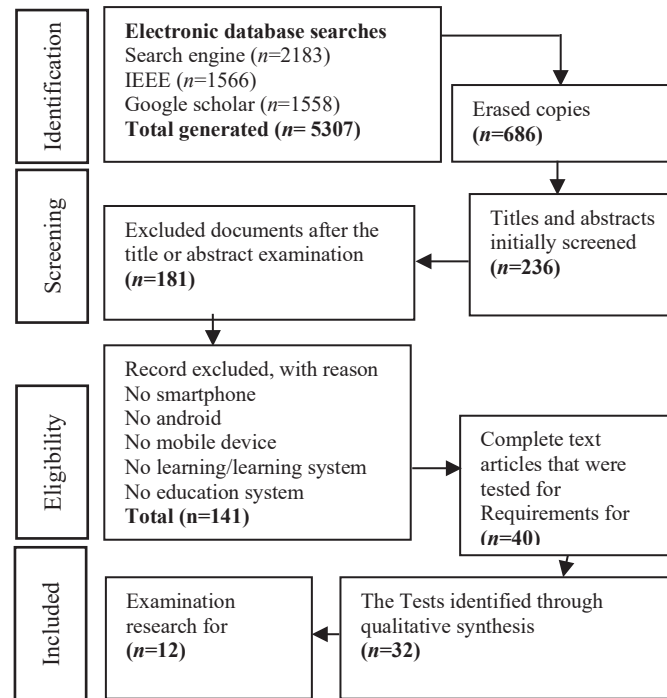 Identification
Electronic database searches
Search engine (n=2183)
IEEE (n=1566)
Google scholar (n=1558)
Total generated (n= 5307)
Erased copies
(n=686)
Screening
Excluded documents after the
title or abstract examination
(n=181)
Titles and abstracts
initially screened
(n=236)
Eligibility
Record excluded, with reason
No smartphone
No android
No mobile device
No learning/learning system
No education system
Total (n=141)
Complete text
articles that were
tested for
Requirements for
(n=40)
Included
Examination
research for
(n=12)
The Tests identified through
qualitative synthesis
(n=32)